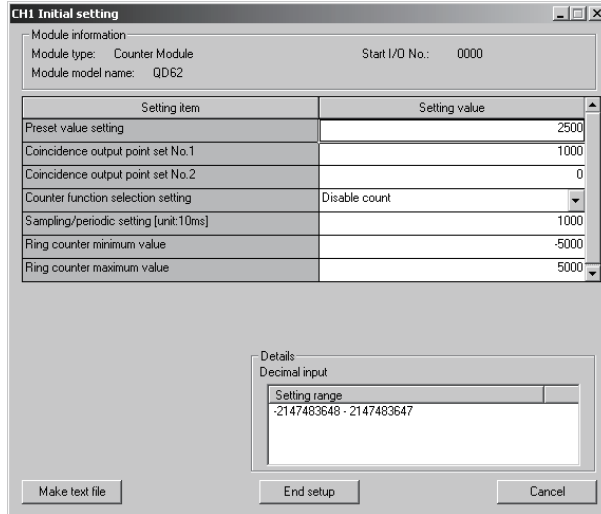 CH1 Initial setting
Module information
Module type: Counter Module Start I/O No.: 0000
Module model name: QD62
Setting item Setting value
Preset value setting 2500
Coincidence output point set No.1 1000
Coincidence output point set No.2 0
Counter function selection setting Disable count
Sampling/periodic setting [unit:10ms] 1000
Ring counter minimum value -5000
Ring counter maximum value 5000
Details
Decimal input
Setting range
-2147483648 - 2147483647
Make text file End setup Cancel